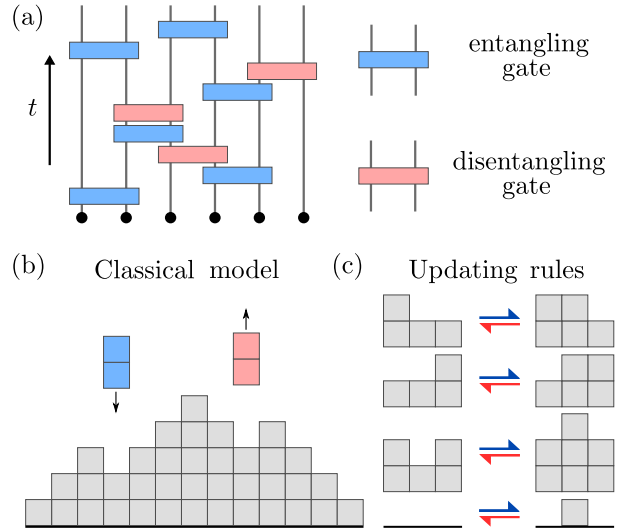 (a)
t
entangling
gate
disentangling
gate
(b)
Classical model
(c)
Updating rules